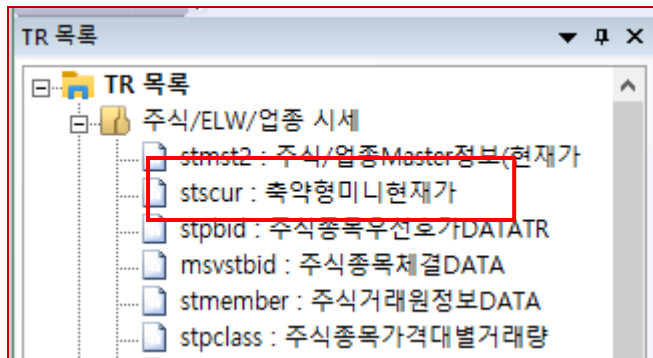 TR 목록
TR 목록
주식/ELW/업종 시세
stmst2 : 주식/업종Master정보(현재가
stscur : 축약형미니현재가
stpbid : 주식종목우선호가DATATR
msvstbid : 주식종목체결DATA
stmember : 주식거래원정보DATA
stpclass : 주식종목가격대별거래량